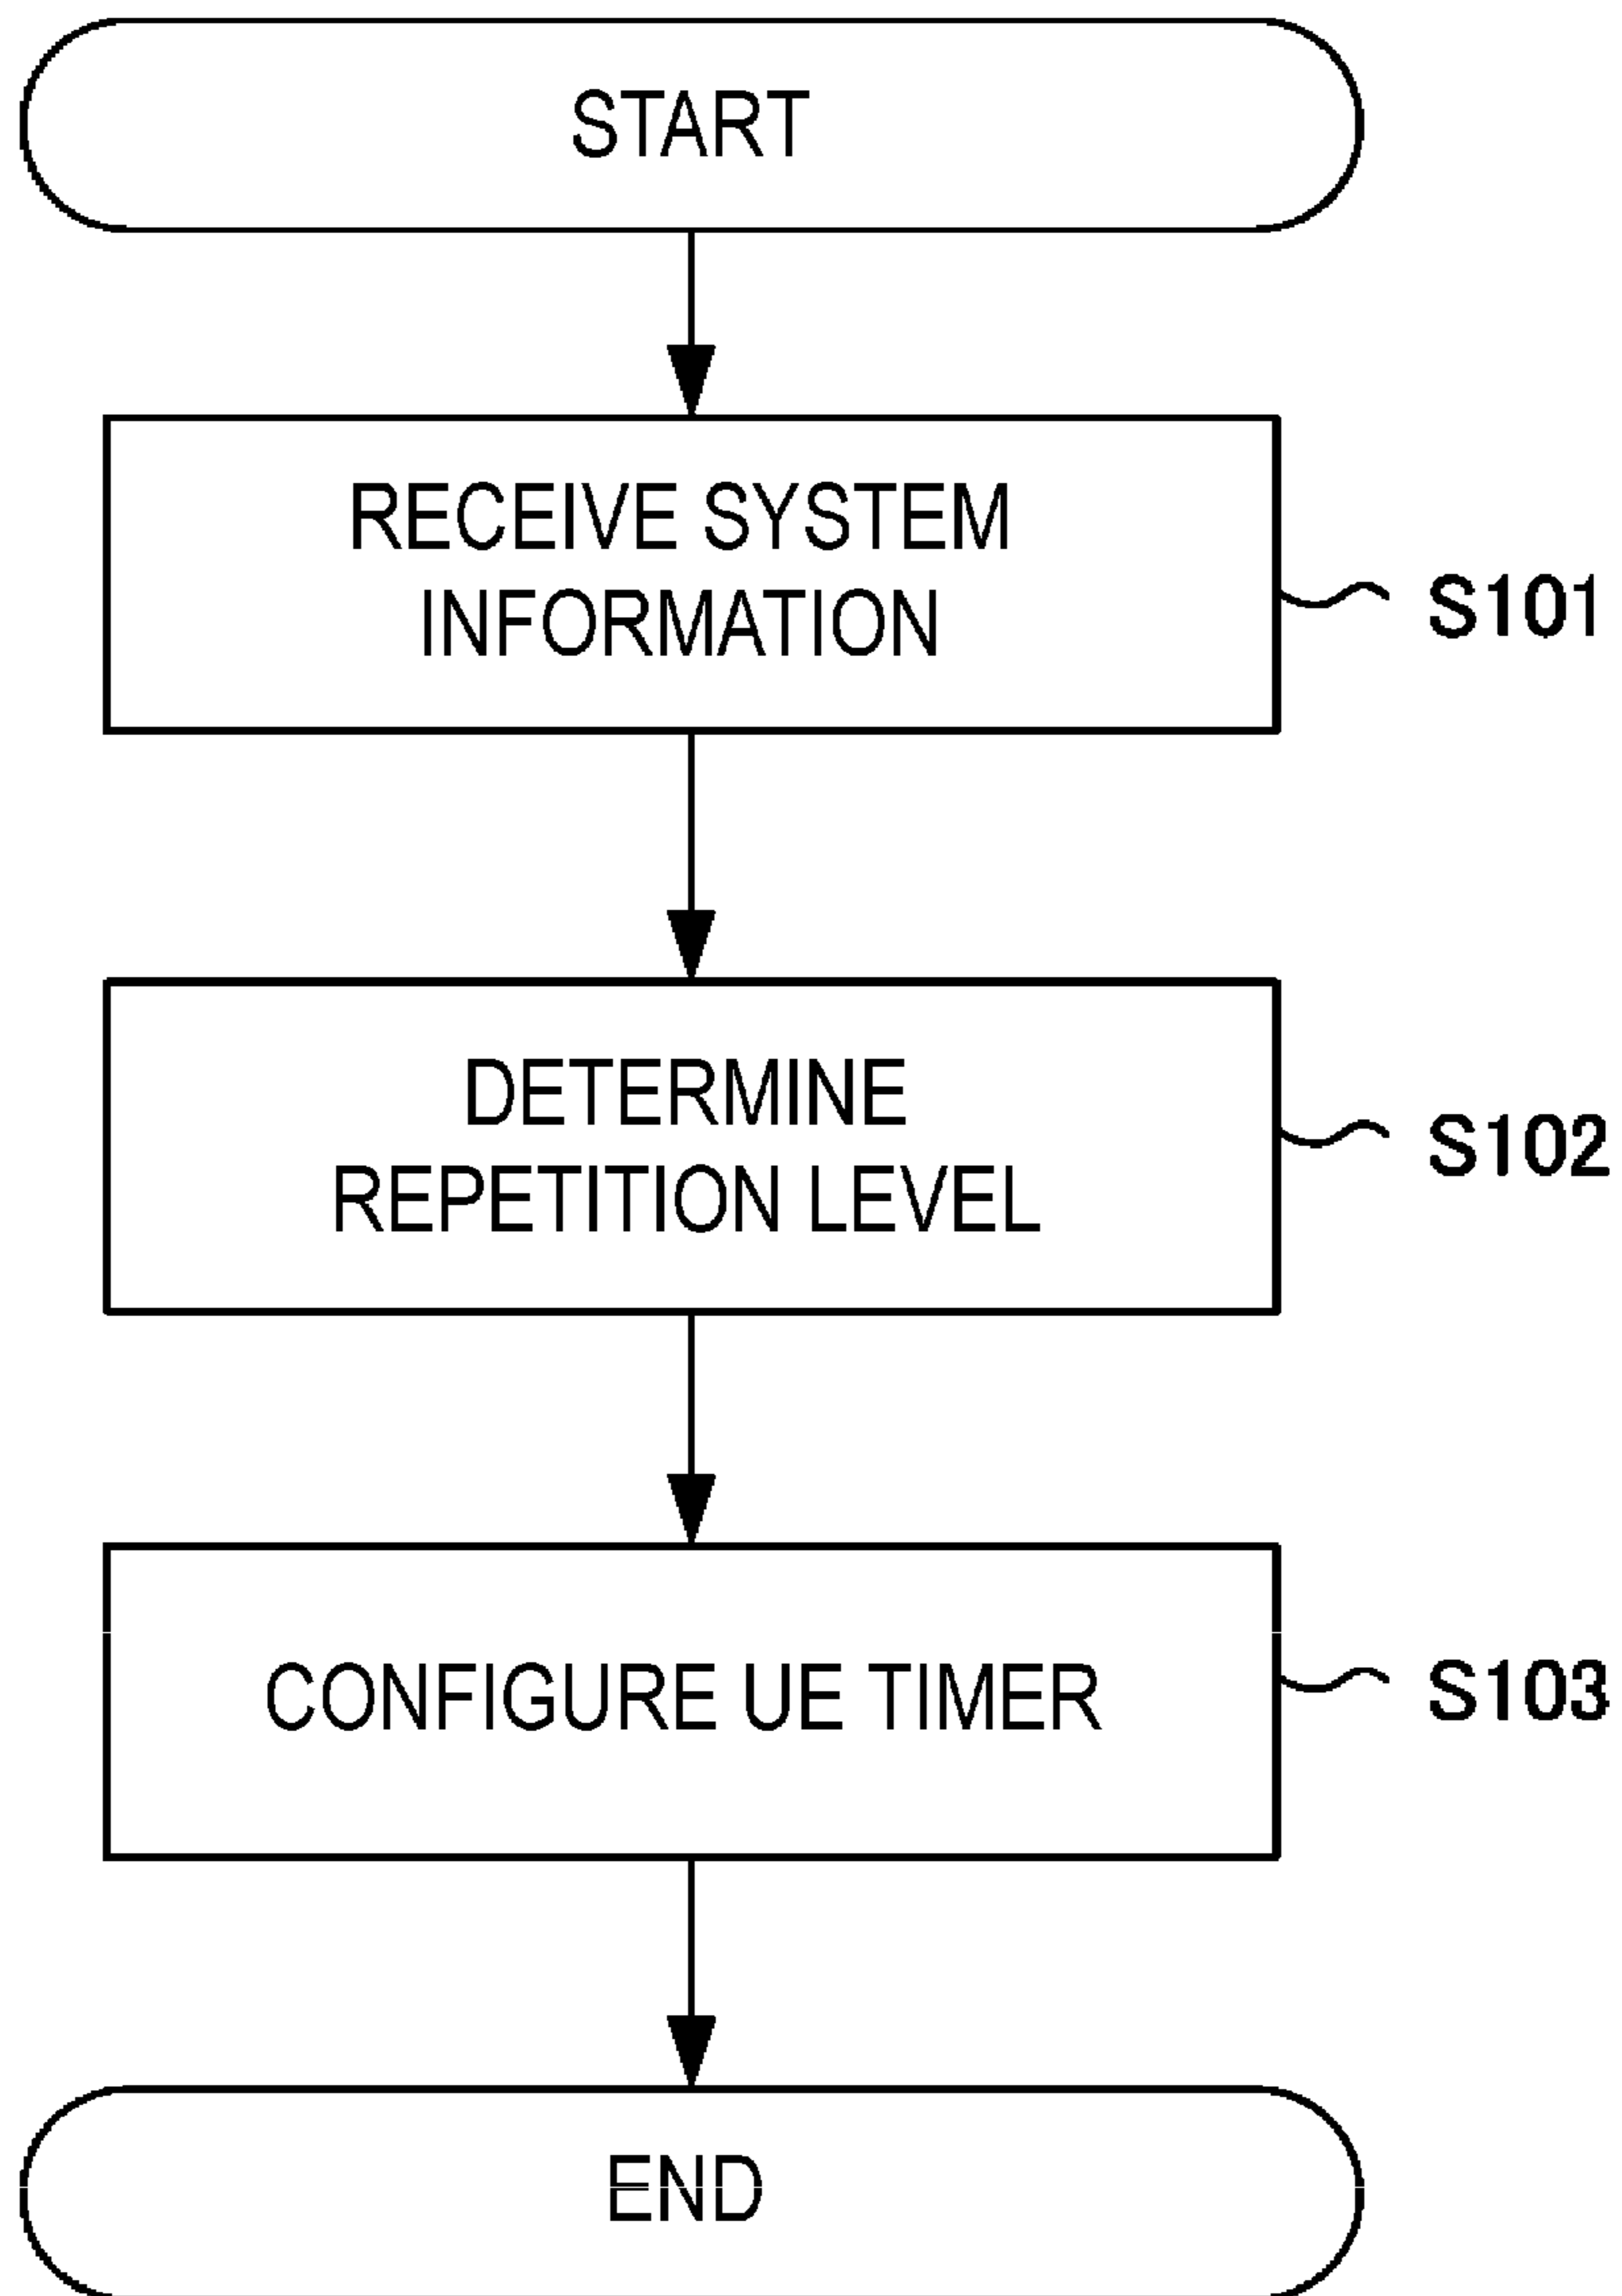 START
RECEIVE SYSTEM
INFORMATION
S101
DETERMINE
REPETITION LEVEL
S102
CONFIGURE UE TIMER
S103
END